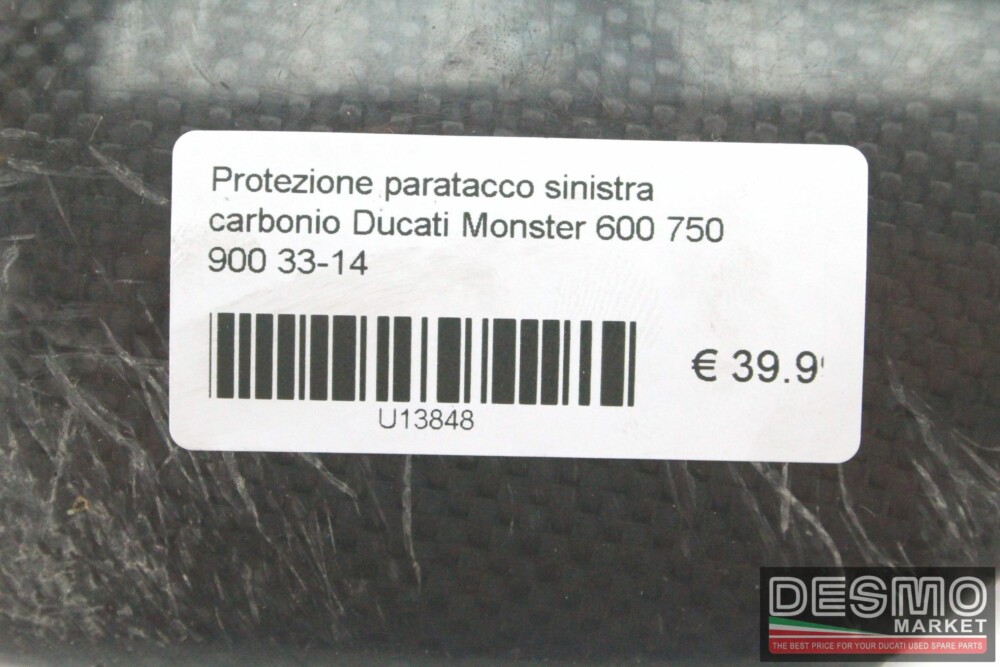 Protezione paratacco sinistra
carbonio Ducati Monster 600 750
900 33-14
€ 39.9
U13848
DESMO
MARKET
THE BEST PRICE FOR YOUR DUCATI USED SPARE PARTS